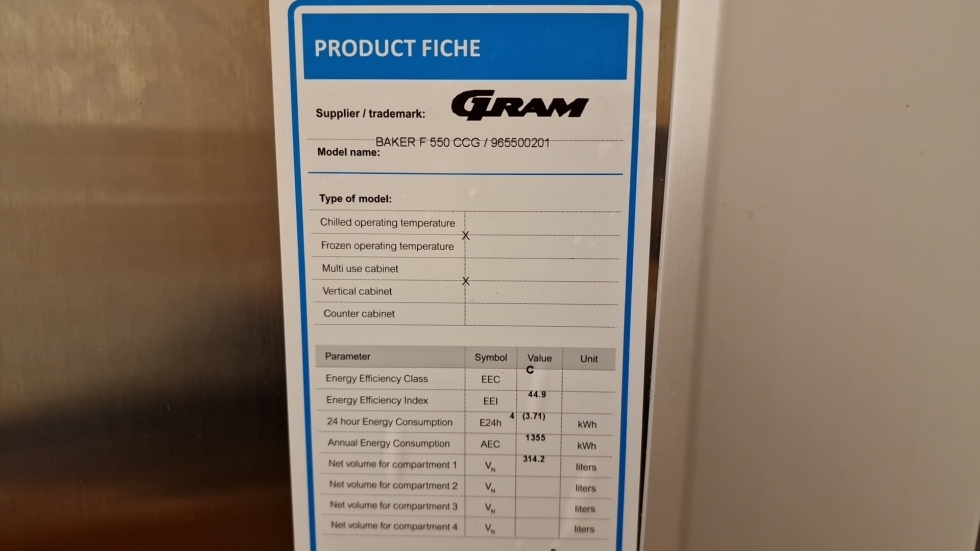 PRODUCT FICHE
Supplier / trademark: GRAM
BAKER F 550 CCG / 965500201
Model name:
Type of model:
Chilled operating temperature
X
Frozen operating temperature
Multi use cabinet
X
Vertical cabinet
Counter cabinet
Parameter Symbol Value Unit
C
Energy Efficiency Class EEC
44.9
Energy Efficiency Index EEI
4 (3.71)
24 hour Energy Consumption E24h kWh
1355
Annual Energy Consumption AEC kWh
314.2
Net volume for compartment 1 VN liters
Net volume for compartment 2 VN liters
Net volume for compartment 3 VN liters
Net volume for compartment 4 VN liters